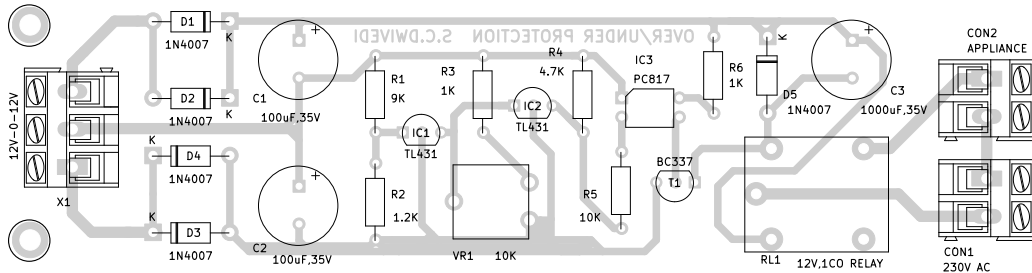 OVER/UNDER PROTECTION S.C.DWIVEDI
12V-0-12V
X1
D1
K
1N4007
D2
K
1N4007
K
D4
1N4007
K
D3
1N4007
+
C1
100uF,35V
+
C2
100uF,35V
R1
9K
R2
1.2K
IC1
TL431
R3
1K
VR1 10K
IC2
TL431
R4
4.7K
R5
10K
IC3
PC817
BC337
T1
R6
1K
K
D5
1N4007
+
C3
1000uF,35V
RL1 12V,1CO RELAY
CON2
APPLIANCE
CON1
230V AC